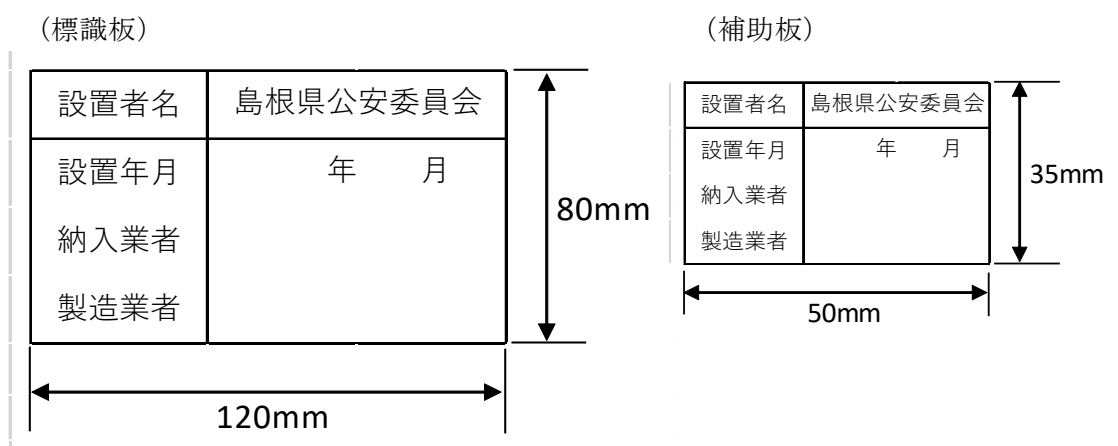 （標識板）
設置者名 島根県公安委員会
設置年月 年 月
納入業者
製造業者
80mm
120mm
（補助板）
設置者名 島根県公安委員会
設置年月 年 月
納入業者
製造業者
35mm
50mm